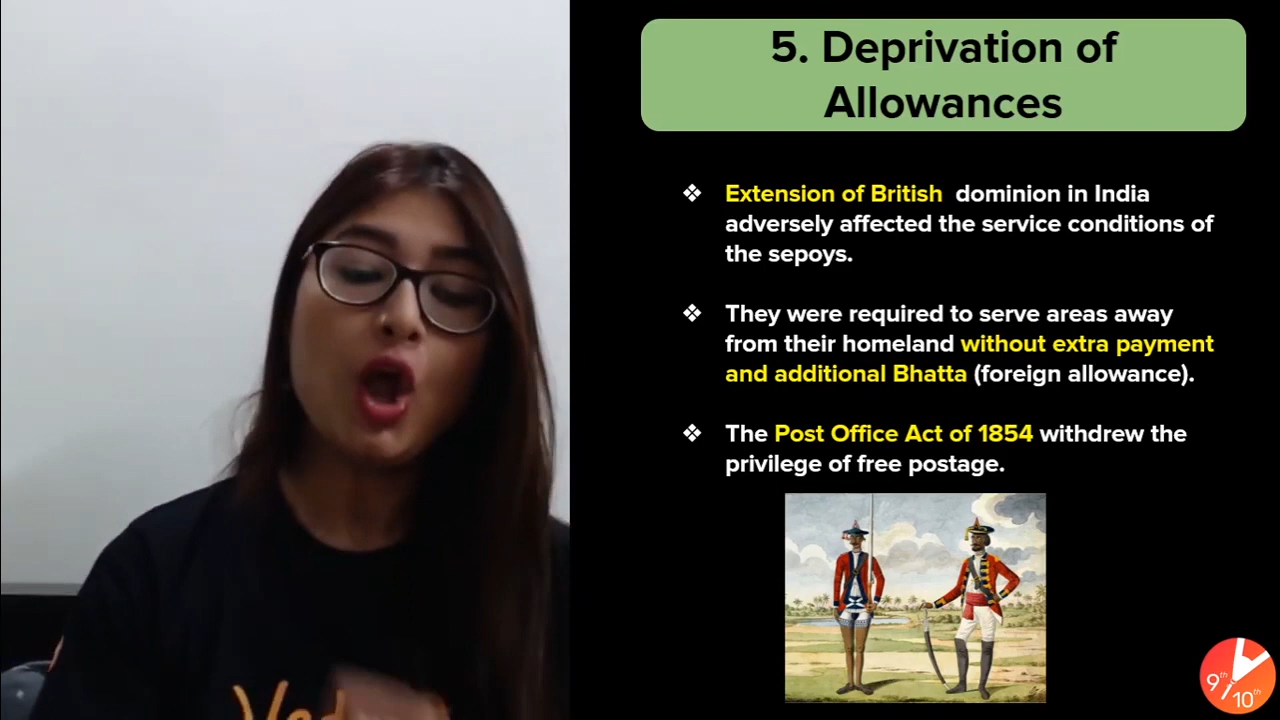 5. Deprivation of
Allowances
❖ Extension of British dominion in India
adversely affected the service conditions of
the sepoys.
❖ They were required to serve areas away
from their homeland without extra payment
and additional Bhatta (foreign allowance).
❖ The Post Office Act of 1854 withdrew the
privilege of free postage.
9th
10th